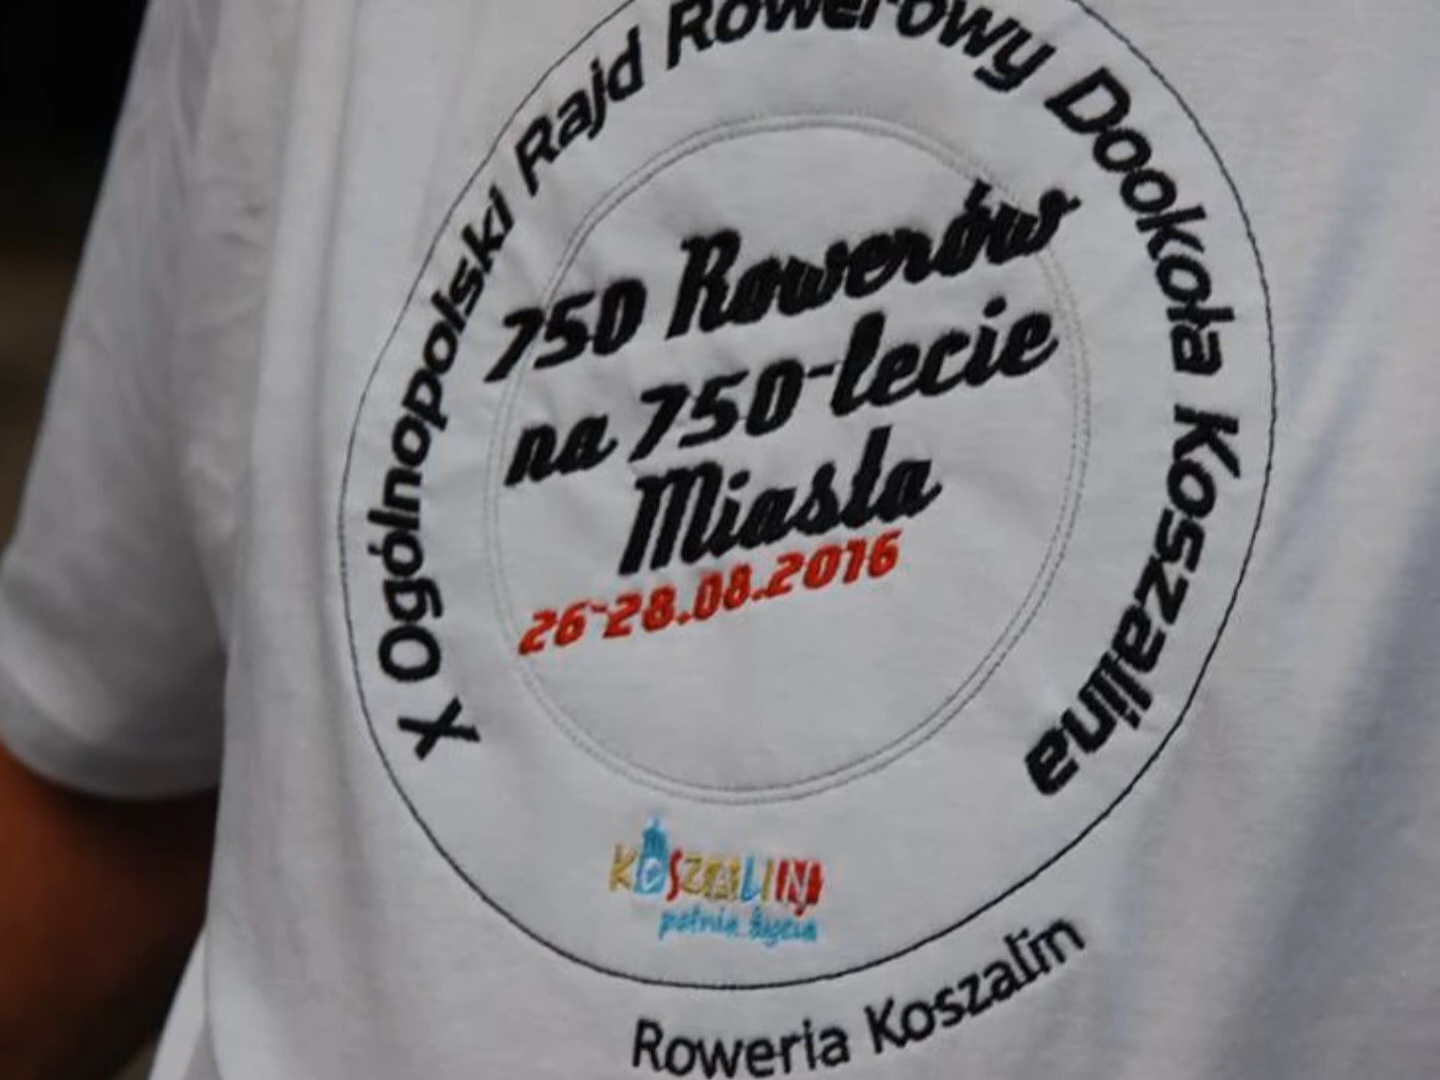 X Ogólnopolski Rajd Rowerowy Dookoła Koszalina
750 Rowerów
na 750-lecie
Miasta
26-28.08.2016
KOSZALIN
pełnia życia
Roweria Koszalin